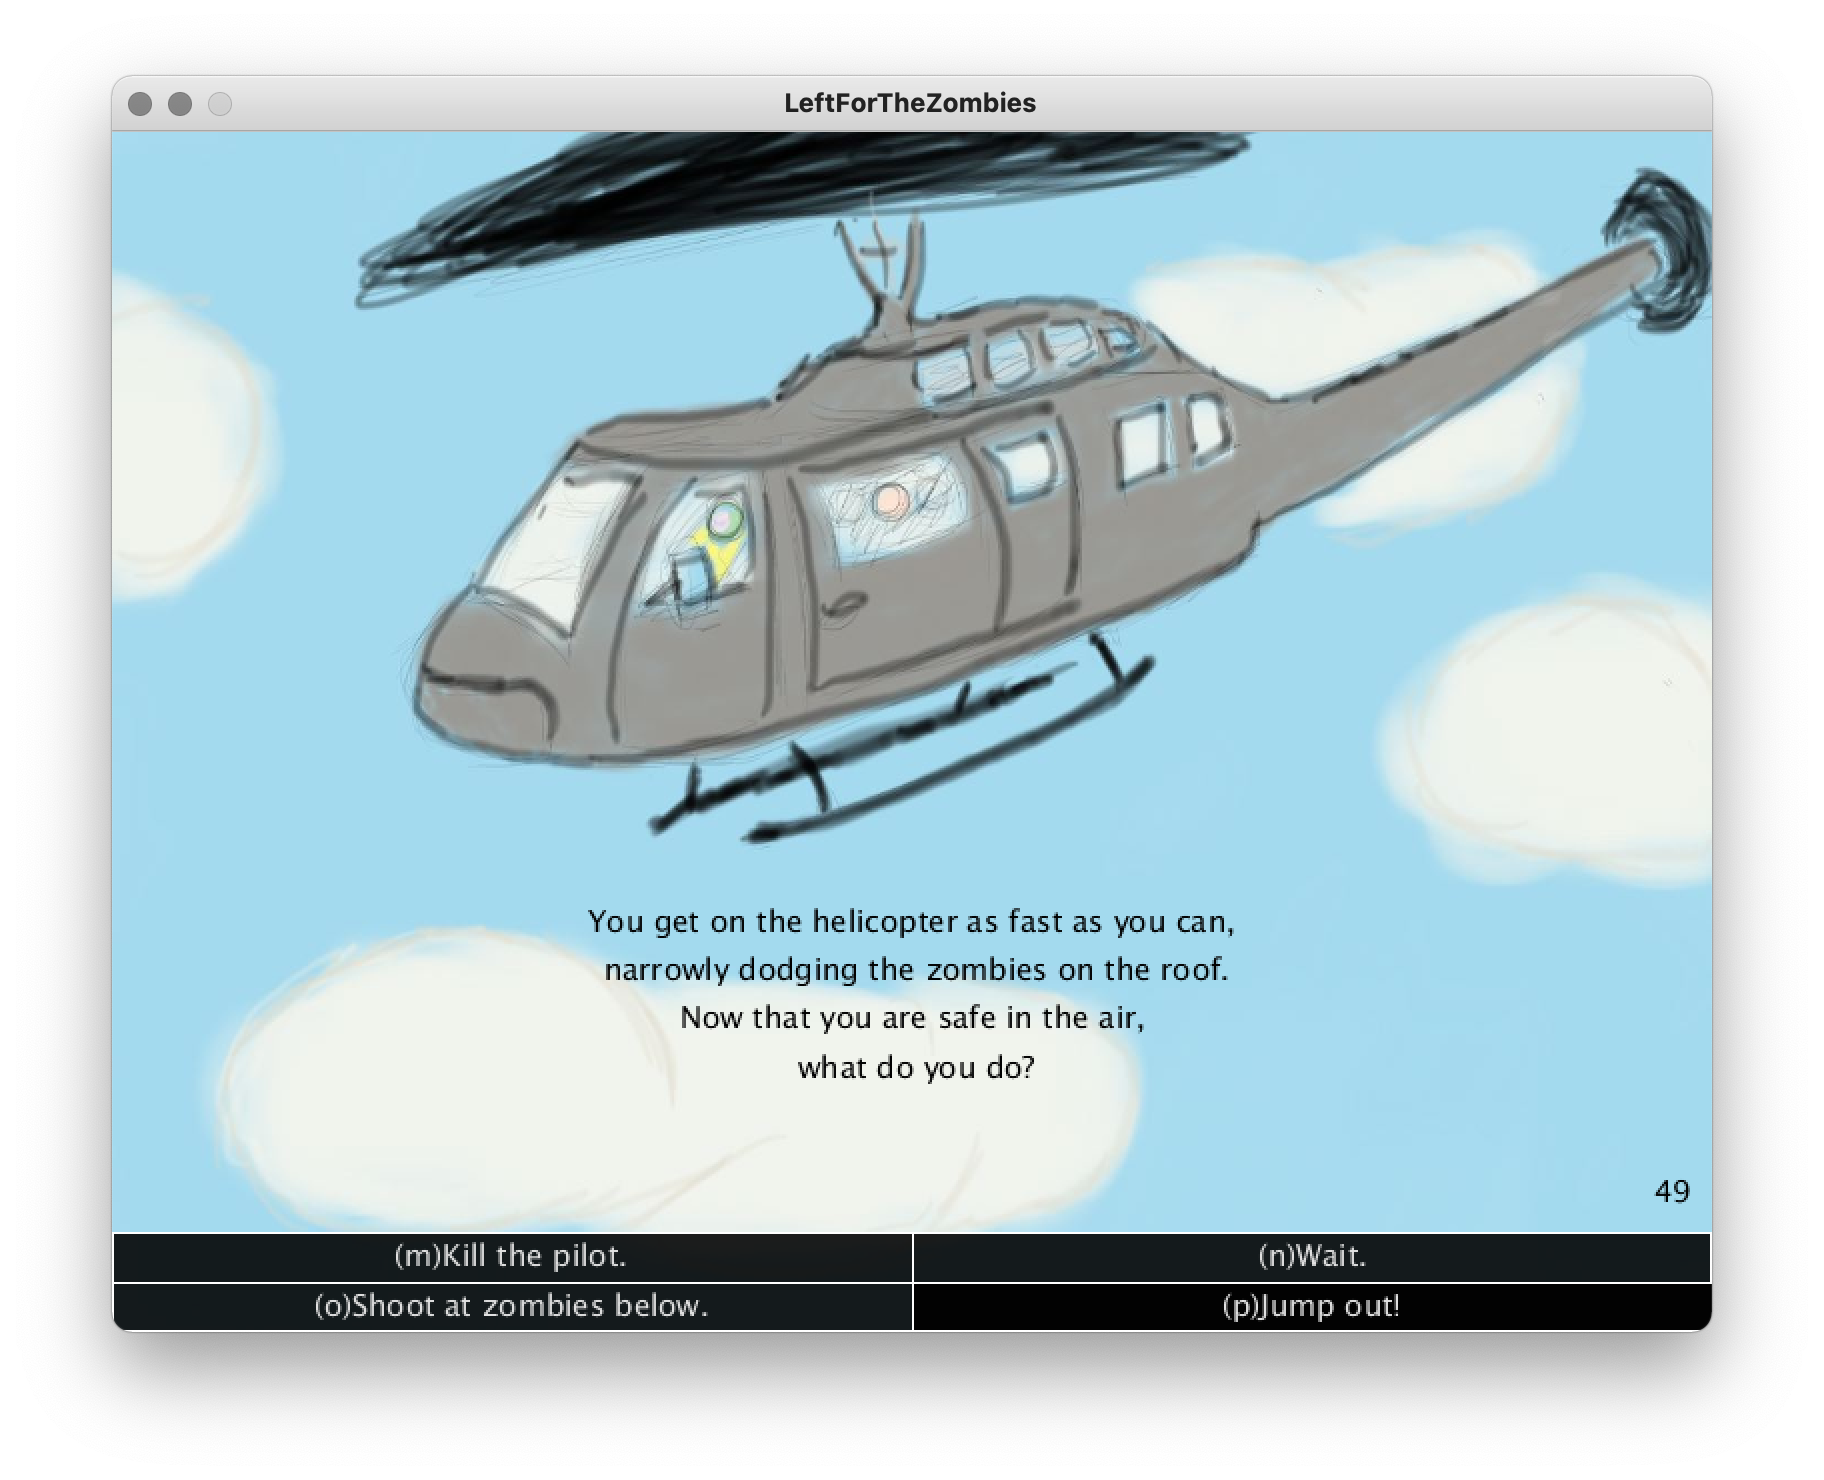 LeftForTheZombies
You get on the helicopter as fast as you can,
narrowly dodging the zombies on the roof.
Now that you are safe in the air,
what do you do?
49
(m)Kill the pilot.
(n)Wait.
(o)Shoot at zombies below.
(p)Jump out!